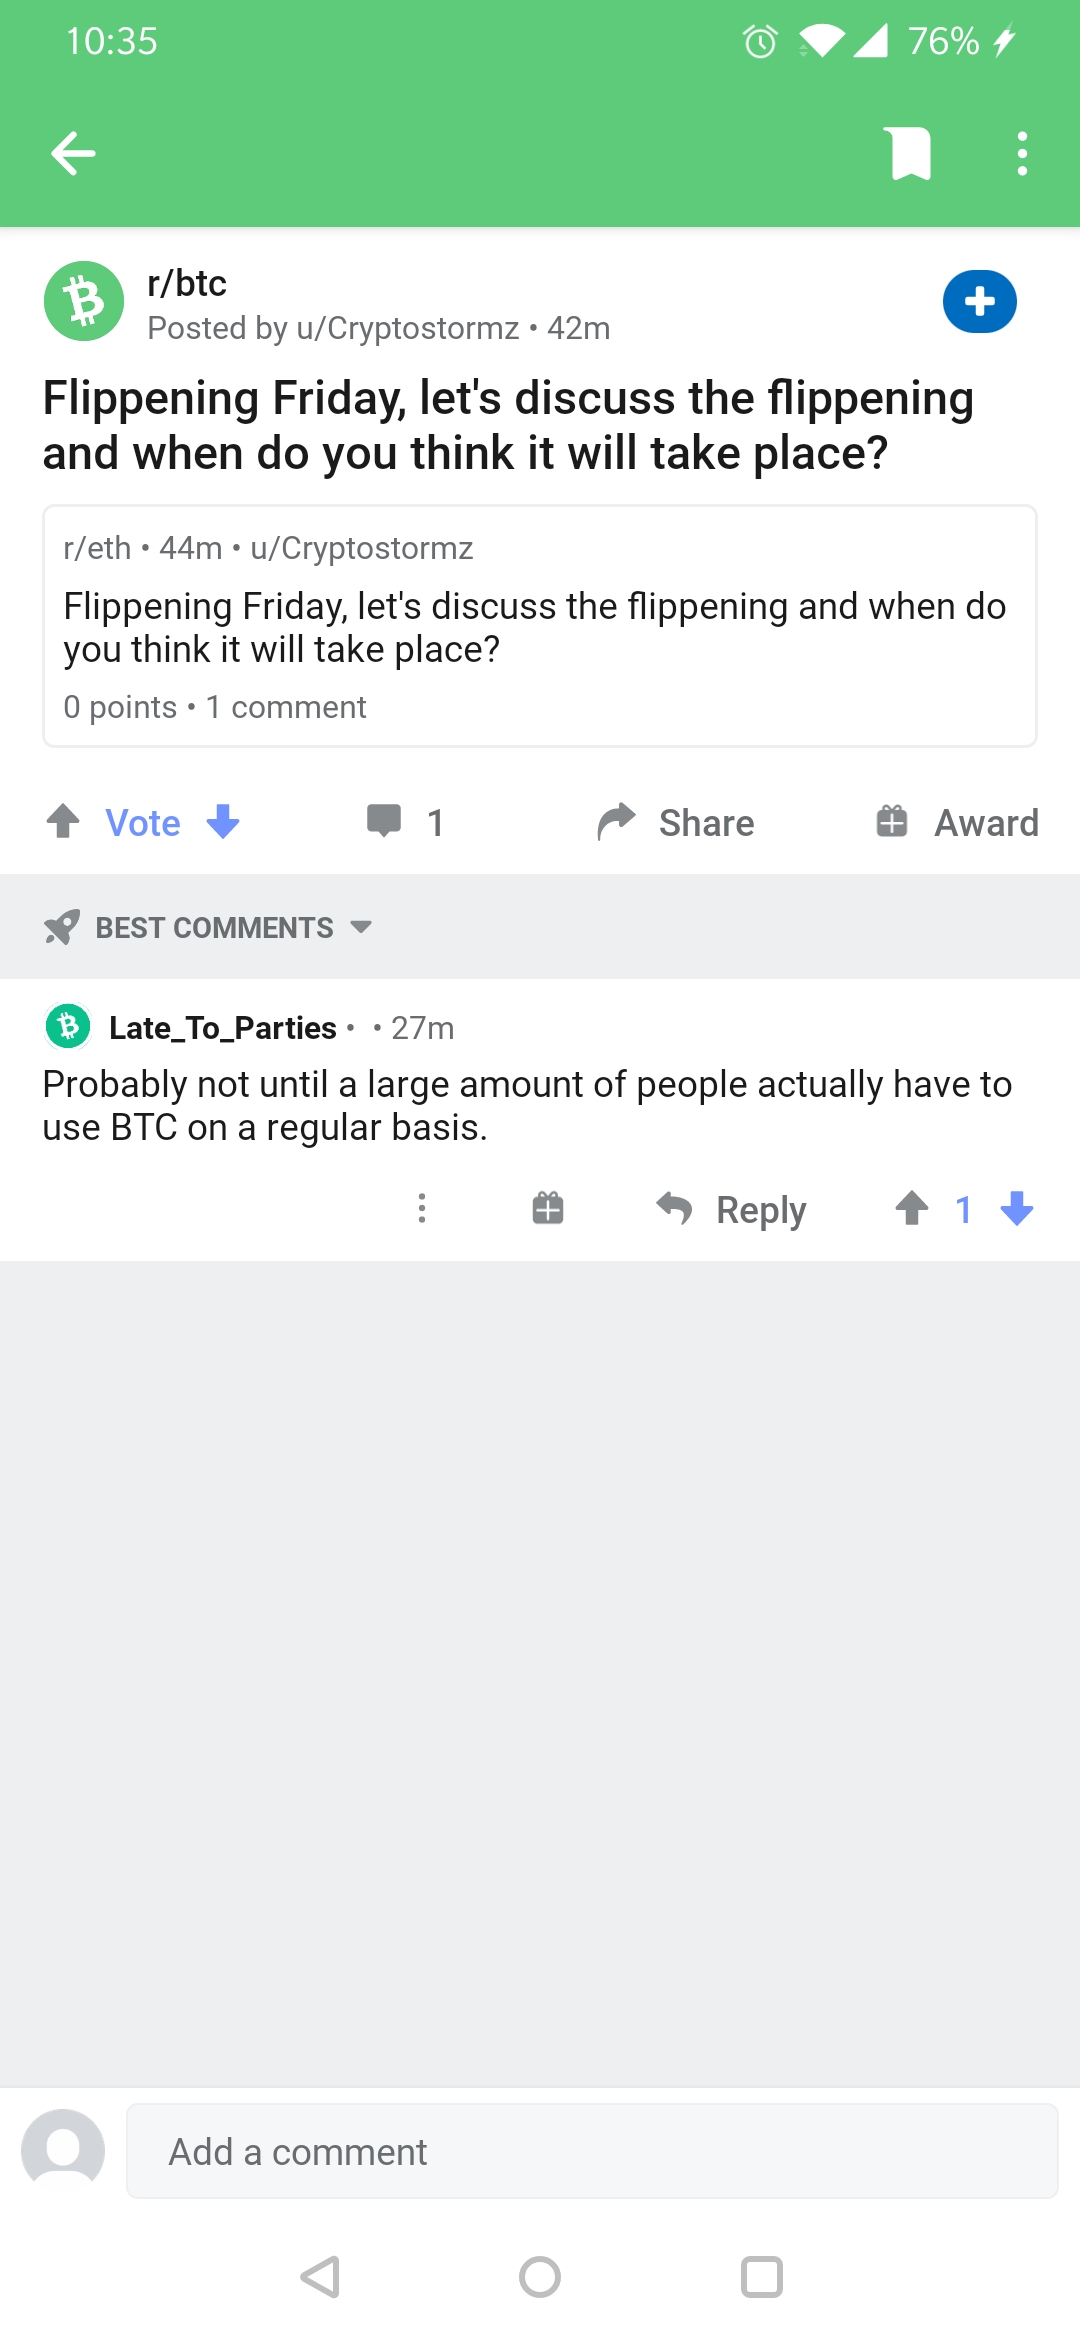 10:35
76%
r/btc
Posted by u/Cryptostormz • 42m
Flippening Friday, let's discuss the flippening
and when do you think it will take place?
r/eth • 44m • u/Cryptostormz
Flippening Friday, let's discuss the flippening and when do
you think it will take place?
0 points • 1 comment
Vote 1 Share Award
BEST COMMENTS
Late_To_Parties • • 27m
Probably not until a large amount of people actually have to
use BTC on a regular basis.
Reply 1
Add a comment